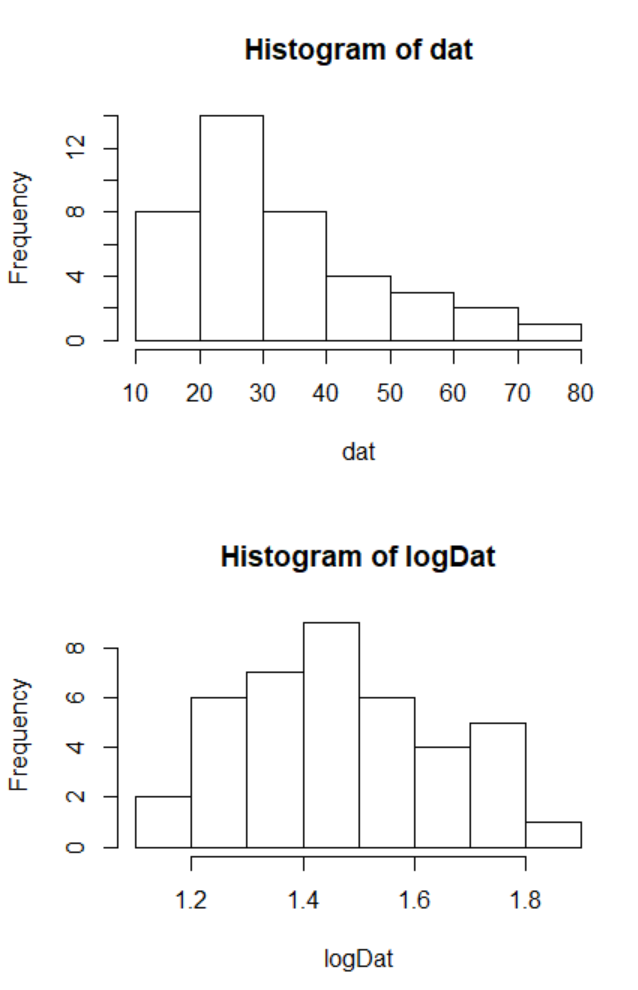 Histogram of dat
Frequency
12
8
4
0
10 20 30 40 50 60 70 80
dat
Histogram of logDat
Frequency
8
6
4
2
0
1.2 1.4 1.6 1.8
logDat